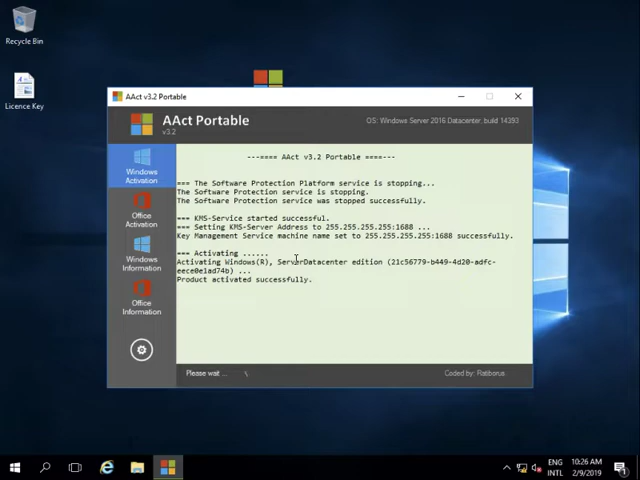 Recycle Bin
Licence Key
AAct v3.2 Portable
AAct Portable
v3.2
OS: Windows Server 2016 Datacenter, build 14393
Windows
Activation
Office
Activation
Windows
Information
Office
Information
---==== AAct v3.2 Portable ====---
=== The Software Protection Platform service is stopping...
The Software Protection service is stopping.
The Software Protection service was stopped successfully.
=== KMS-Service started successful.
=== Setting KMS-Server Address to 255.255.255.255:1688 ...
Key Management Service machine name set to 255.255.255.255:1688 successfully.
=== Activating ......
Activating Windows(R), ServerDatacenter edition (21c56779-b449-4d20-adfc-
eece0e1ad74b) ...
Product activated successfully.
Please wait ... \
Coded by: Ratiborus
ENG
INTL
10:26 AM
2/9/2019
1